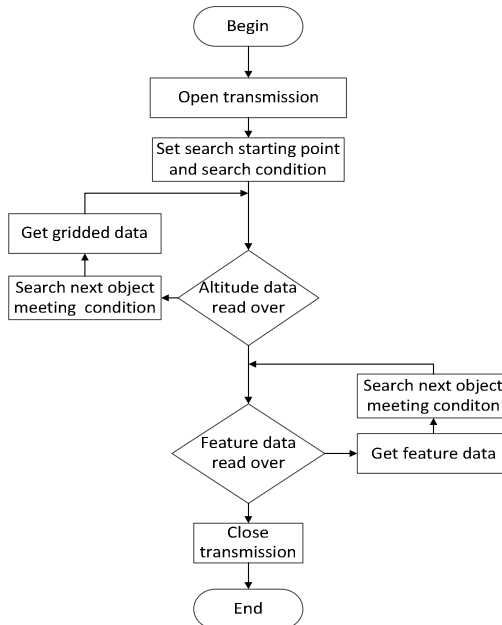 Begin
Open transmission
Set search starting point
and search condition
Get gridded data
Search next object
meeting condition
Altitude data
read over
Search next object
meeting conditon
Feature data
read over
Get feature data
Close
transmission
End